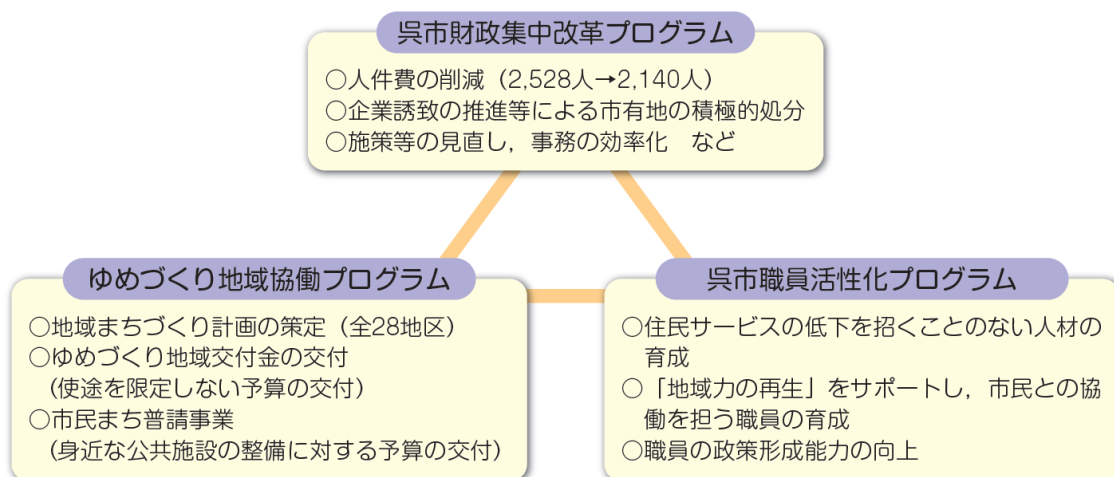 呉市財政集中改革プログラム
○人件費の削減（2,528人→2,140人）
○企業誘致の推進等による市有地の積極的処分
○施策等の見直し，事務の効率化　など
ゆめづくり地域協働プログラム
○地域まちづくり計画の策定（全28地区）
○ゆめづくり地域交付金の交付
（使途を限定しない予算の交付）
○市民まち普請事業
（身近な公共施設の整備に対する予算の交付）
呉市職員活性化プログラム
○住民サービスの低下を招くことのない人材の
育成
○「地域力の再生」をサポートし，市民との協
働を担う職員の育成
○職員の政策形成能力の向上